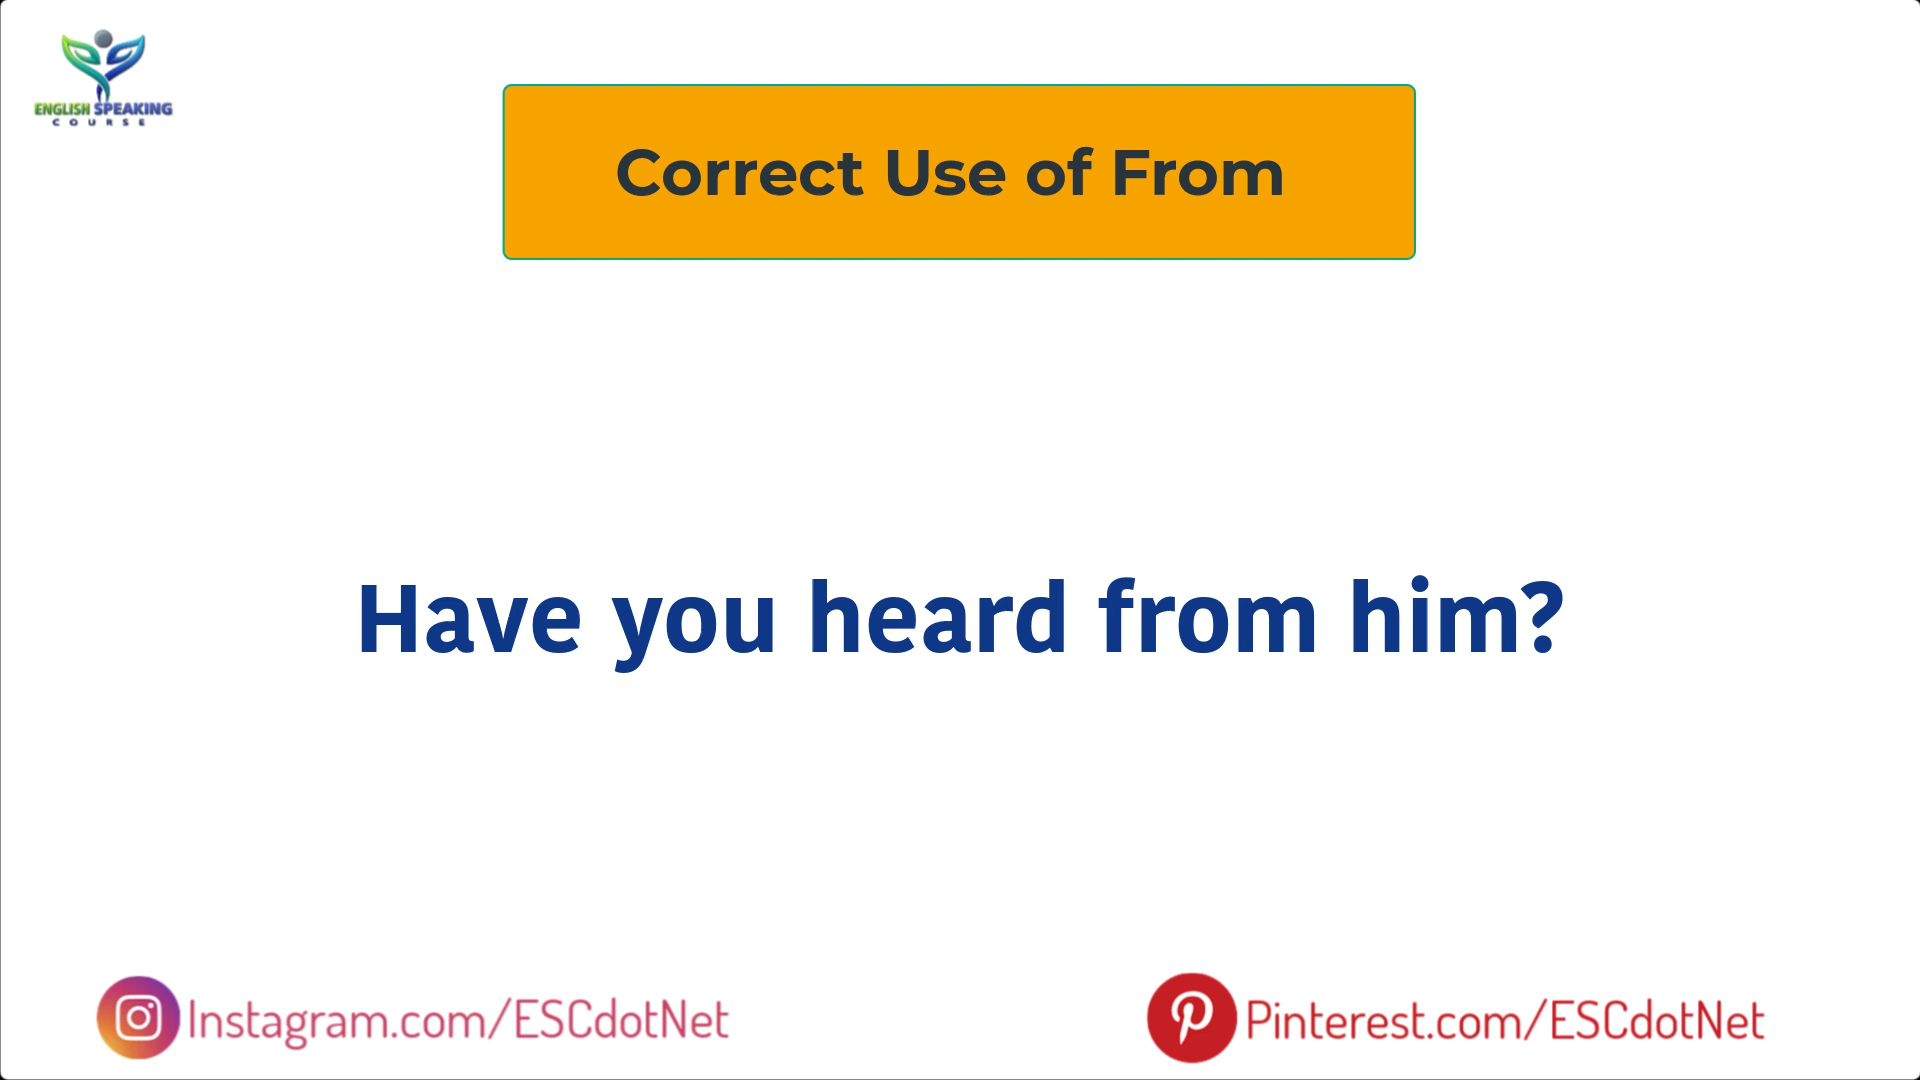 ENGLISH SPEAKING
COURSE
Correct Use of From
Have you heard from him?
Instagram.com/ESCdotNet
Pinterest.com/ESCdotNet